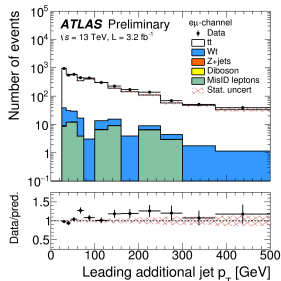 10⁵
10⁴
10³
10²
10
1
10⁻¹
Number of events
ATLAS Preliminary
√s = 13 TeV, L = 3.2 fb⁻¹
eμ-channel
Data
tt̄
Wt
Z+jets
Diboson
MisID leptons
Stat. uncert
Data/pred.
1.5
1
0.5
0 100 200 300 400 500
Leading additional jet p_T [GeV]